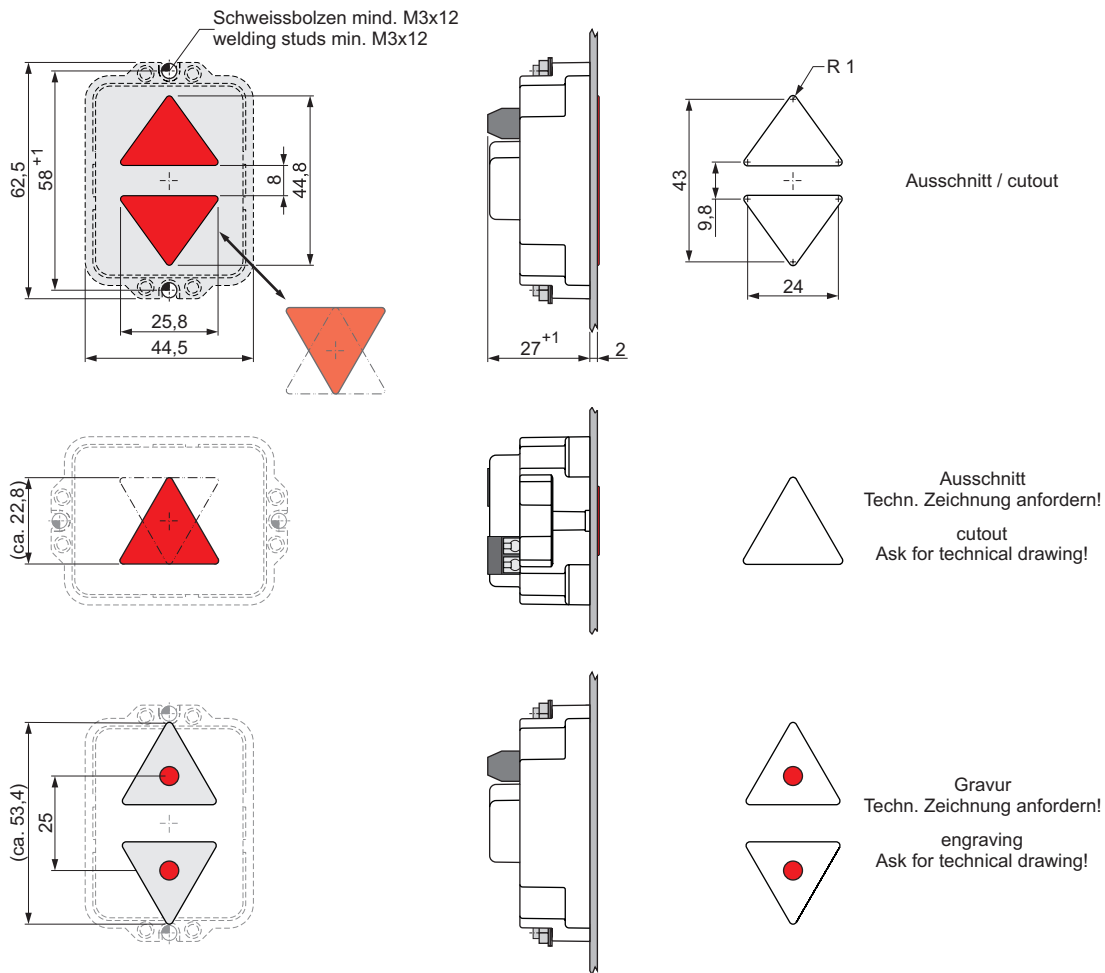 Schweissbolzen mind. M3x12
welding studs min. M3x12
62,5
58+1
8
44,8
25,8
44,5
27+1
2
R 1
43
9,8
24
Ausschnitt / cutout
(ca. 22,8)
Ausschnitt
Techn. Zeichnung anfordern!
cutout
Ask for technical drawing!
(ca. 53,4)
25
Gravur
Techn. Zeichnung anfordern!
engraving
Ask for technical drawing!